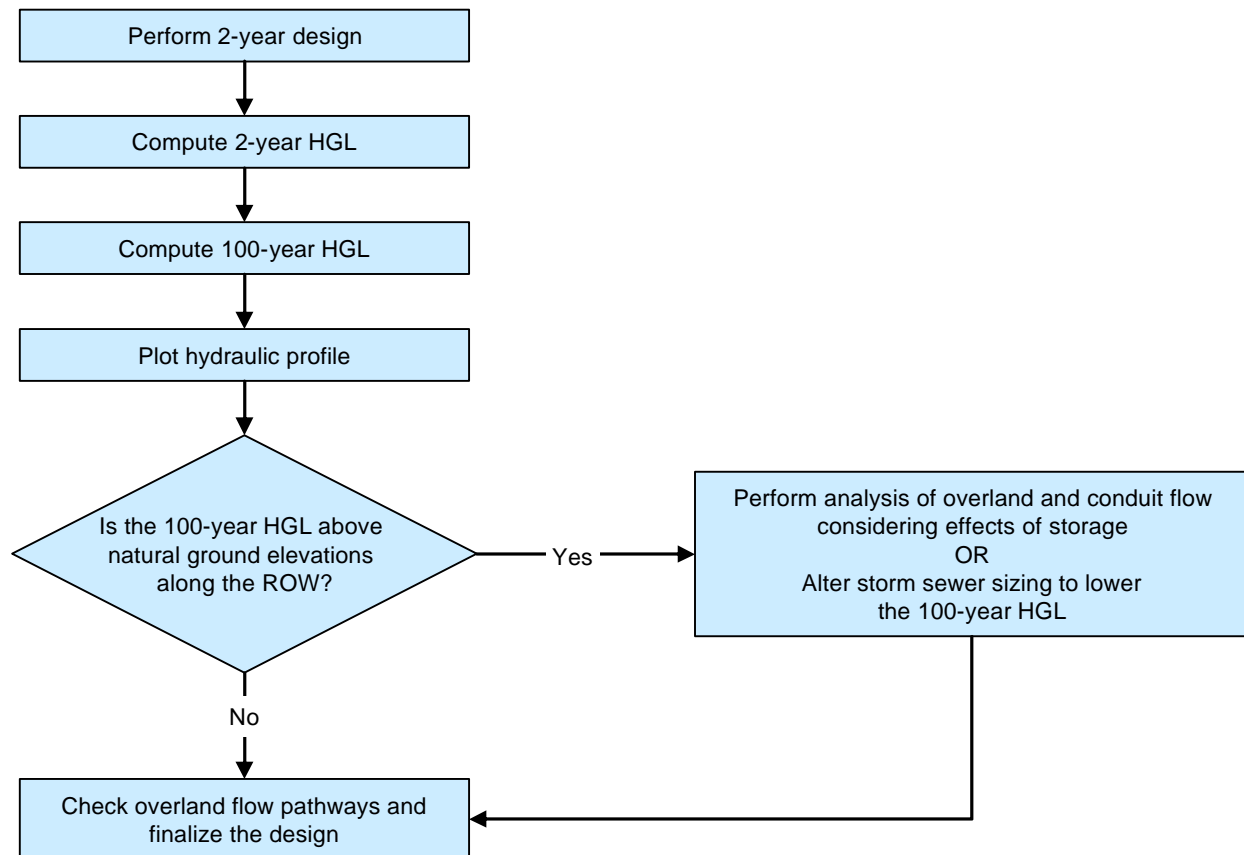 Perform 2-year design
Compute 2-year HGL
Compute 100-year HGL
Plot hydraulic profile
Is the 100-year HGL above
natural ground elevations
along the ROW?
Yes
Perform analysis of overland and conduit flow
considering effects of storage
OR
Alter storm sewer sizing to lower
the 100-year HGL
No
Check overland flow pathways and
finalize the design